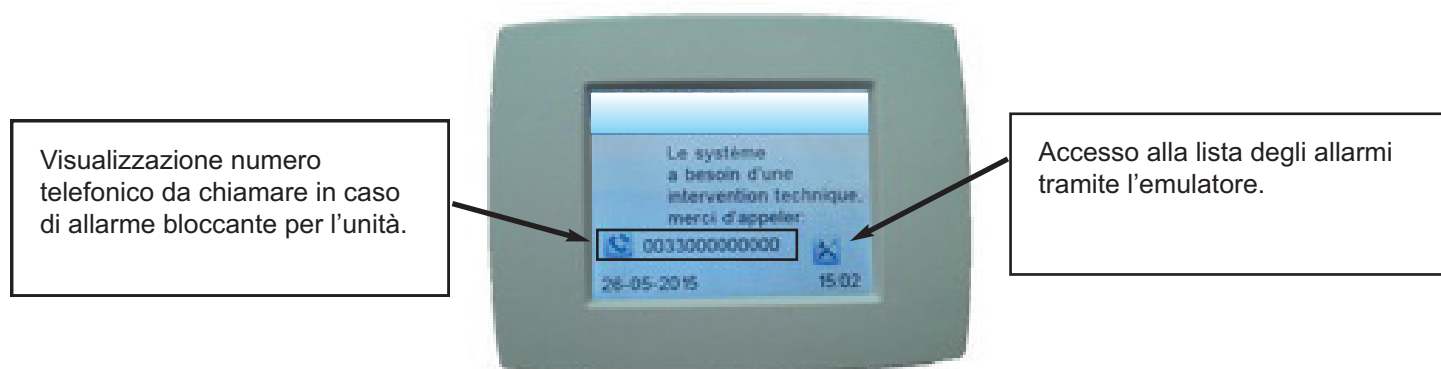 Visualizzazione numero
telefonico da chiamare in caso
di allarme bloccante per l'unità.
Le système
a besoin d'une
intervention technique,
merci d'appeler:
0033000000000
26-05-2015
15:02
Accesso alla lista degli allarmi
tramite l'emulatore.